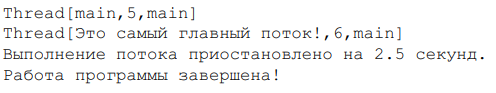 Thread[main,5,main]
Thread[Это самый главный поток!,6,main]
Выполнение потока приостановлено на 2.5 секунд.
Работа программы завершена!